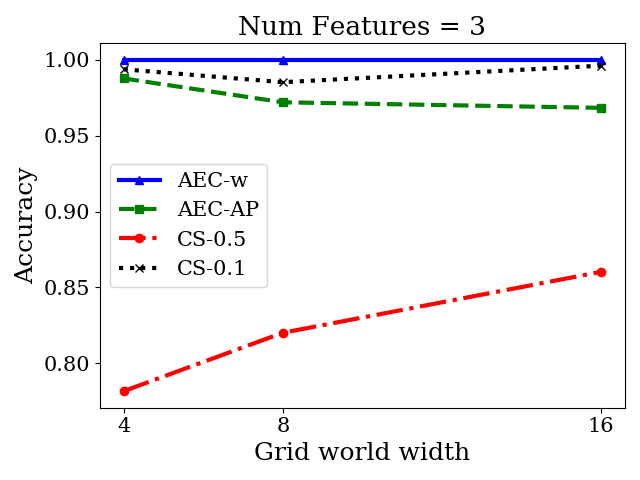 Num Features = 3
1.00
0.95
0.90
0.85
0.80
Accuracy
AEC-w
AEC-AP
CS-0.5
CS-0.1
4 8 16
Grid world width